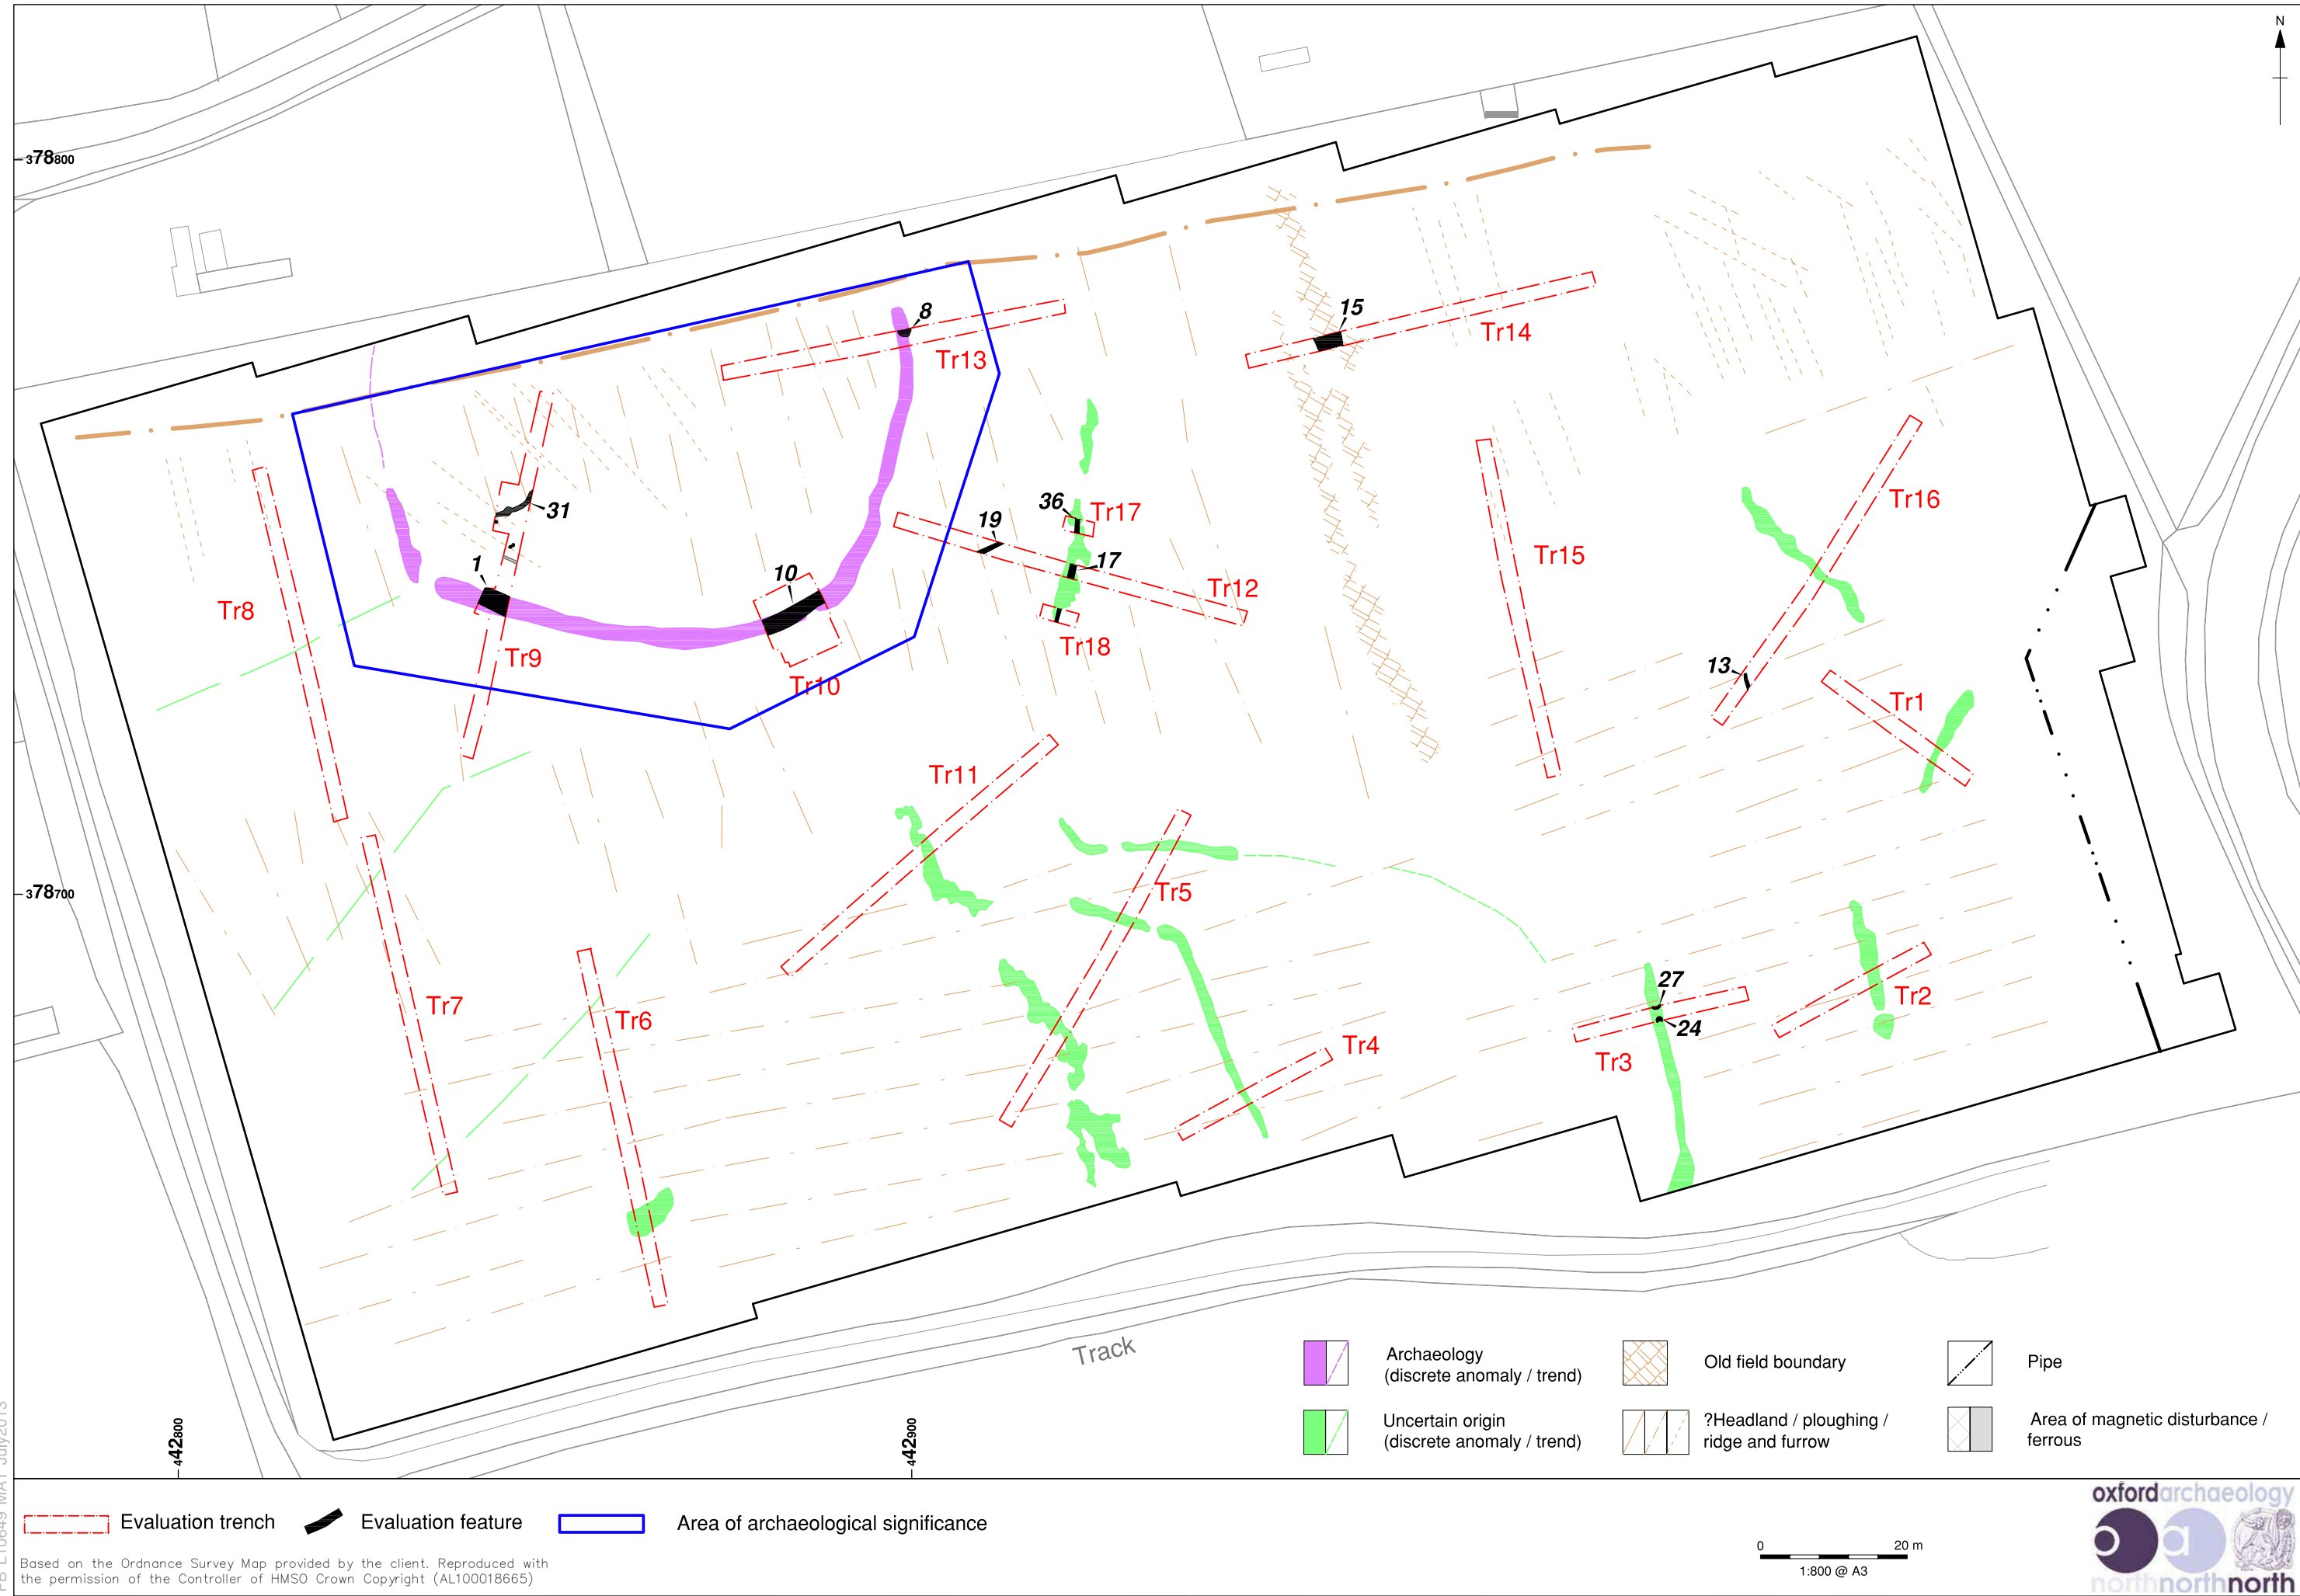 N
378800
8
15
Tr14
Tr13
31
36
Tr17
19
Tr16
1
10
17
Tr15
Tr12
Tr8
Tr18
Tr9
13
Tr10
Tr1
Tr11
378700
Tr5
27
Tr2
Tr7
Tr6
24
Tr4
Tr3
Track
Archaeology
(discrete anomaly / trend)
Old field boundary
Pipe
Uncertain origin
(discrete anomaly / trend)
?Headland / ploughing /
ridge and furrow
Area of magnetic disturbance /
ferrous
442800
442900
Evaluation trench
Evaluation feature
Area of archaeological significance
Based on the Ordnance Survey Map provided by the client. Reproduced with
the permission of the Controller of HMSO Crown Copyright (AL100018665)
0 20 m
1:800 @ A3
oxfordarchaeology
oa
northnorthnorth